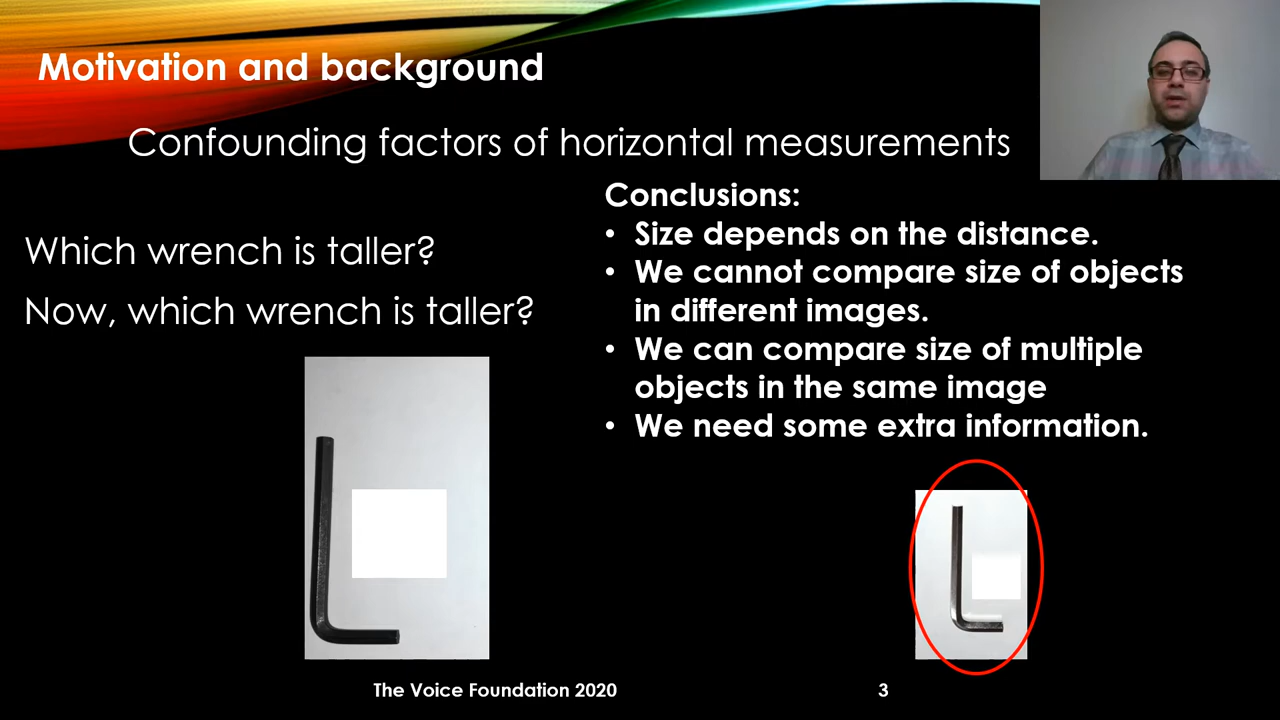 Motivation and background
Confounding factors of horizontal measurements
Which wrench is taller?
Now, which wrench is taller?
Conclusions:
• Size depends on the distance.
• We cannot compare size of objects
in different images.
• We can compare size of multiple
objects in the same image
• We need some extra information.
The Voice Foundation 2020
3